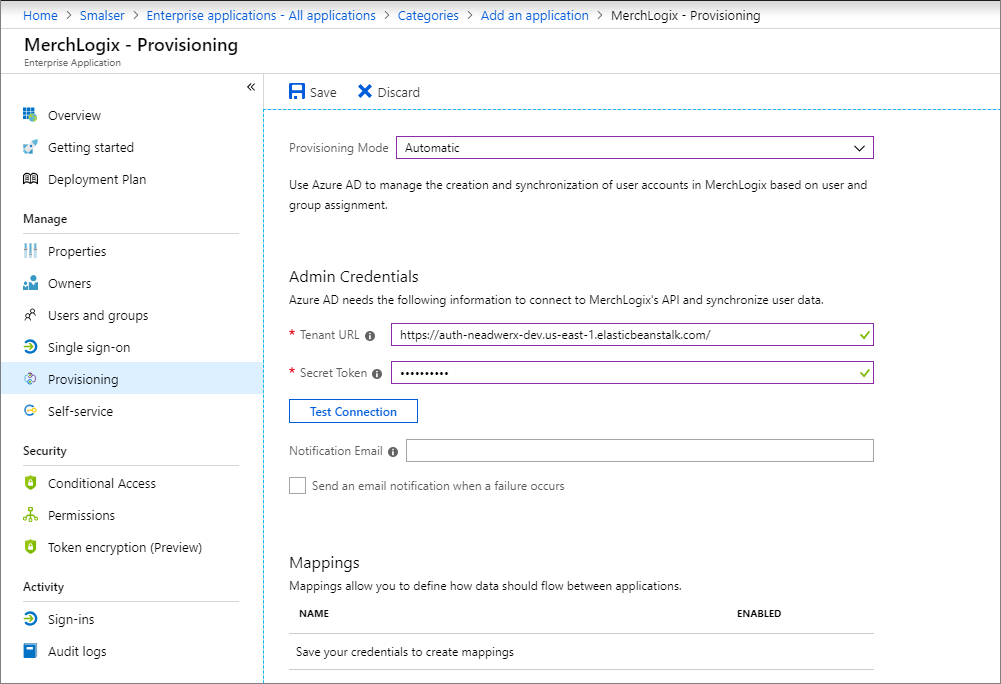 Home > Smalser > Enterprise applications - All applications > Categories > Add an application > MerchLogix - Provisioning
MerchLogix - Provisioning
Enterprise Application
«
Overview
Getting started
Deployment Plan
Manage
Properties
Owners
Users and groups
Single sign-on
Provisioning
Self-service
Security
Conditional Access
Permissions
Token encryption (Preview)
Activity
Sign-ins
Audit logs
Save Discard
Provisioning Mode Automatic
Use Azure AD to manage the creation and synchronization of user accounts in MerchLogix based on user and
group assignment.
Admin Credentials
Azure AD needs the following information to connect to MerchLogix's API and synchronize user data.
* Tenant URL https://auth-neadwerx-dev.us-east-1.elasticbeanstalk.com/
* Secret Token ••••••••••
Test Connection
Notification Email
Send an email notification when a failure occurs
Mappings
Mappings allow you to define how data should flow between applications.
NAME ENABLED
Save your credentials to create mappings